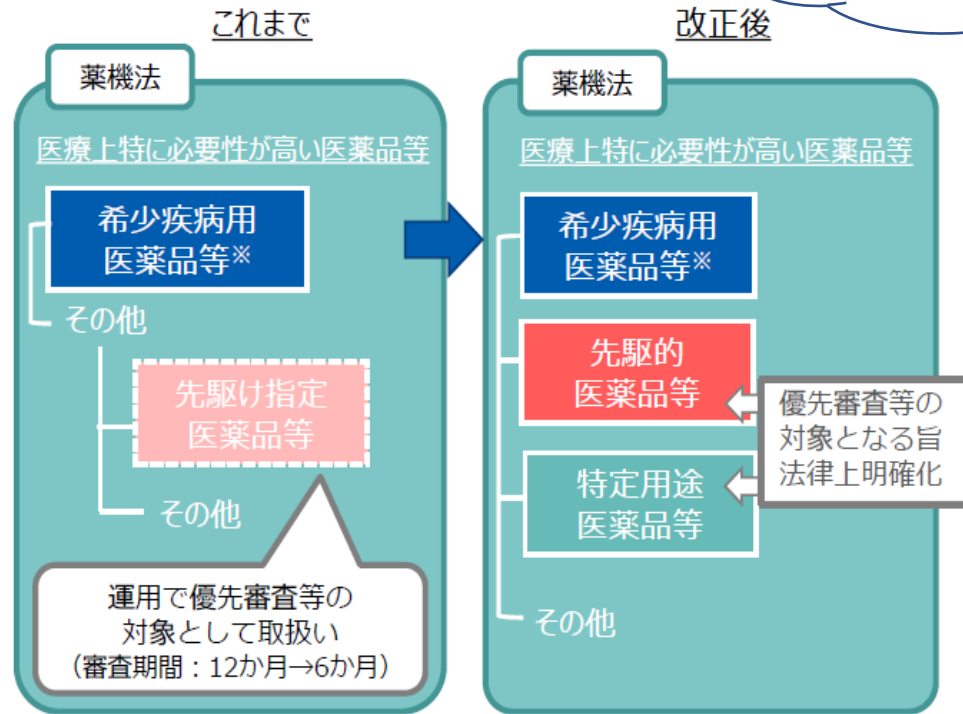 これまで
薬機法
医療上特に必要性が高い医薬品等
希少疾病用
医薬品等※
その他
先駆け指定
医薬品等
その他
運用で優先審査等の
対象として取扱い
（審査期間：12か月→6か月）
改正後
薬機法
医療上特に必要性が高い医薬品等
希少疾病用
医薬品等※
先駆的
医薬品等
優先審査等の
対象となる旨
法律上明確化
特定用途
医薬品等
その他